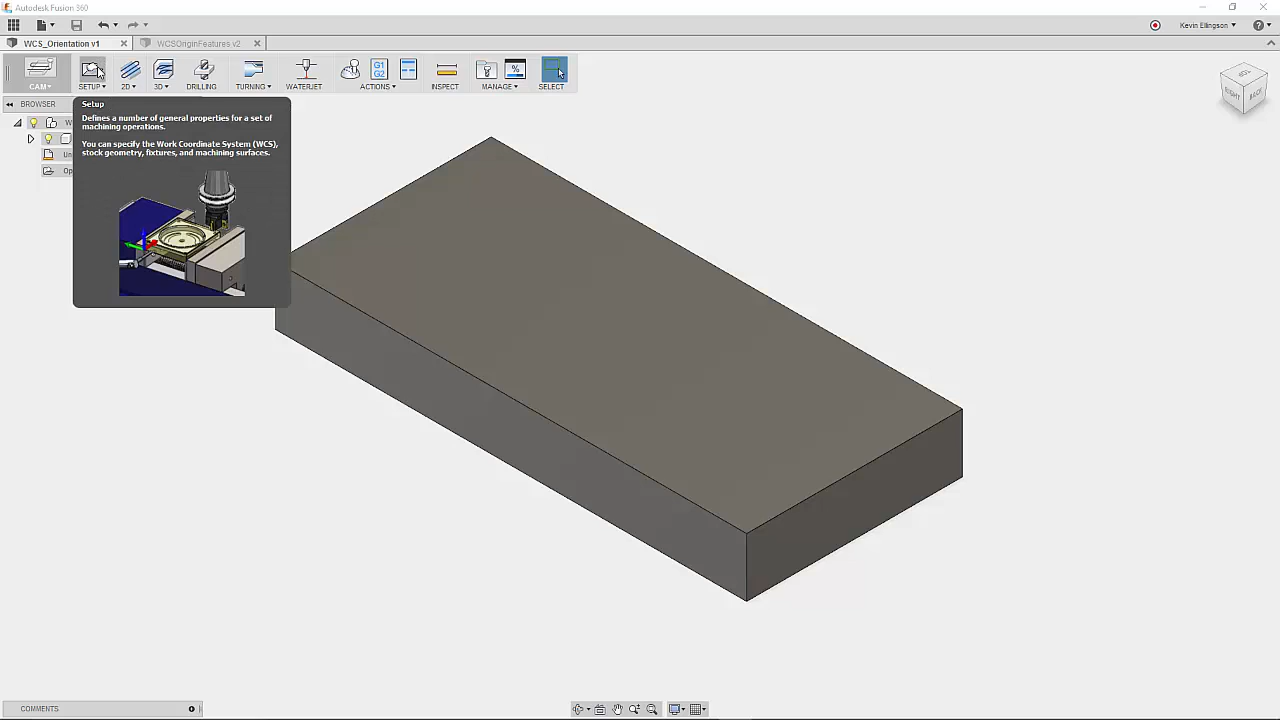 Autodesk Fusion 360
Kevin Ellingson
WCS_Orientation v1
WCSOriginFeatures v2
G1
G2
%
CAM
SETUP
2D
3D
DRILLING
TURNING
WATERJET
ACTIONS
INSPECT
MANAGE
SELECT
BROWSER
Setup
Defines a number of general properties for a set of
machining operations.
You can specify the Work Coordinate System (WCS),
stock geometry, fixtures, and machining surfaces.
RIGHT
BACK
COMMENTS